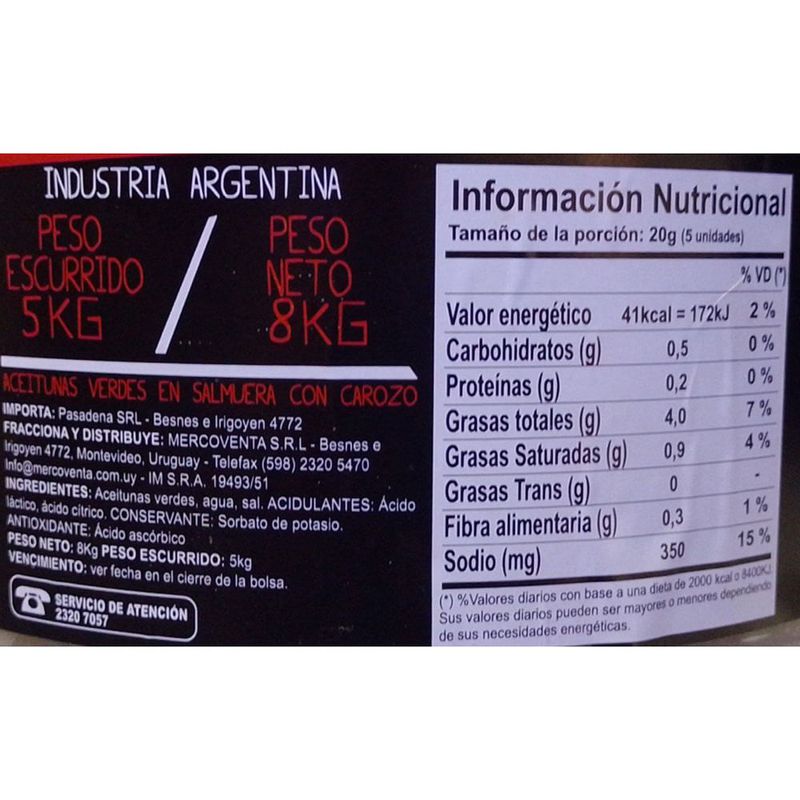 INDUSTRIA ARGENTINA
PESO
ESCURRIDO
5KG
/
PESO
NETO
8KG
ACEITUNAS VERDES EN SALMUERA CON CAROZO
IMPORTA: Pasadena SRL - Besnes e Irigoyen 4772
FRACCIONA Y DISTRIBUYE: MERCOVENTA S.R.L - Besnes e
Irigoyen 4772, Montevideo, Uruguay - Telefax (598) 2320 5470
Info@mercoventa.com.uy - IM S.R.A. 19493/51
INGREDIENTES: Aceitunas verdes, agua, sal. ACIDULANTES: Ácido
láctico, ácido cítrico. CONSERVANTE: Sorbato de potasio.
ANTIOXIDANTE: Ácido ascórbico
PESO NETO: 8Kg PESO ESCURRIDO: 5kg
VENCIMIENTO: ver fecha en el cierre de la bolsa.
SERVICIO DE ATENCIÓN
2320 7057
Información Nutricional
Tamaño de la porción: 20g (5 unidades)
% VD (*)
Valor energético 41kcal = 172kJ 2 %
Carbohidratos (g) 0,5 0 %
Proteínas (g) 0,2 0 %
Grasas totales (g) 4,0 7 %
Grasas Saturadas (g) 0,9 4 %
Grasas Trans (g) 0 -
Fibra alimentaria (g) 0,3 1 %
Sodio (mg) 350 15 %
(*) %Valores diarios con base a una dieta de 2000 kcal o 8400KJ
Sus valores diarios pueden ser mayores o menores dependiendo
de sus necesidades energéticas.